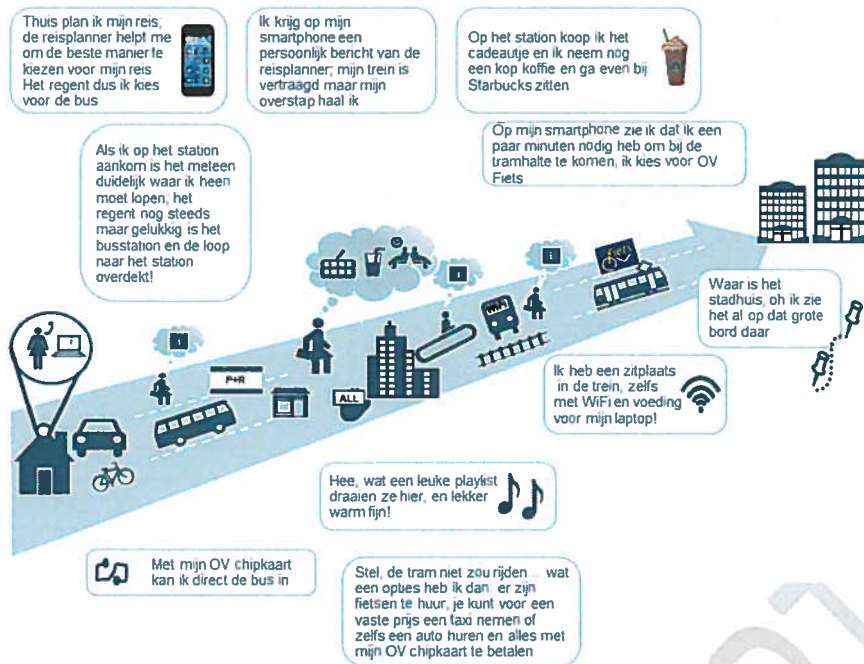 Thuis plan ik mijn reis;
de reisplanner helpt me
om de beste manier te
kiezen voor mijn reis
Het regent dus ik kies
voor de bus
Ik krijg op mijn
smartphone een
persoonlijk bericht van de
reisplanner; mijn trein is
vertraagd maar mijn
overstap haal ik
Op het station koop ik het
cadeautje en ik neem nog
een kop koffie en ga even bij
Starbucks zitten
Op mijn smartphone zie ik dat ik een
paar minuten nodig heb om bij de
tramhalte te komen, ik kies voor OV
Fiets
Als ik op het station
aankom is het meteen
duidelijk waar ik heen
moet lopen; het
regent nog steeds
maar gelukkig is het
busstation en de loop
naar het station
overdekt!
i
i
i
Fiets
P+R
ALL
Waar is het
stadhuis, oh ik zie
het al op dat grote
bord daar
Ik heb een zitplaats
in de trein, zelfs
met WiFi en voeding
voor mijn laptop!
Hee, wat een leuke playlist
draaien ze hier, en lekker
warm fijn!
Met mijn OV chipkaart
kan ik direct de bus in
Stel, de tram niet zou rijden ... wat
een opties heb ik dan, er zijn
fietsen te huur, je kunt voor een
vaste prijs een taxi nemen of
zelfs een auto huren en alles met
mijn OV chipkaart te betalen